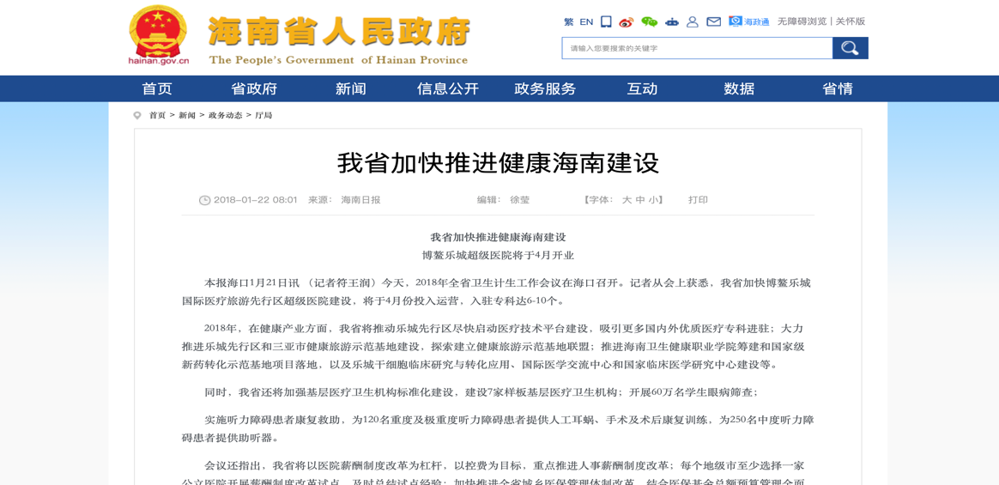 海南省人民政府
hainan.gov.cn
The People's Government of Hainan Province
繁 EN 海政通 无障碍浏览 | 关怀版
请输入您要搜索的关键字
首页 省政府 新闻 信息公开 政务服务 互动 数据 省情
首页 > 新闻 > 政务动态 > 厅局
我省加快推进健康海南建设
2018-01-22 08:01 来源： 海南日报 编辑： 徐莹 【字体： 大 中 小】 打印
我省加快推进健康海南建设
博鳌乐城超级医院将于4月开业
本报海口1月21日讯 （记者符王润）今天，2018年全省卫生计生工作会议在海口召开。记者从会上获悉，我省加快博鳌乐城
国际医疗旅游先行区超级医院建设，将于4月份投入运营，入驻专科达6-10个。
2018年，在健康产业方面，我省将推动乐城先行区尽快启动医疗技术平台建设，吸引更多国内外优质医疗专科进驻；大力
推进乐城先行区和三亚市健康旅游示范基地建设，探索建立健康旅游示范基地联盟；推进海南卫生健康职业学院筹建和国家级
新药转化示范基地项目落地，以及乐城干细胞临床研究与转化应用、国际医学交流中心和国家临床医学研究中心建设等。
同时，我省还将加强基层医疗卫生机构标准化建设，建设7家样板基层医疗卫生机构；开展60万名学生眼病筛查；
实施听力障碍患者康复救助，为120名重度及极重度听力障碍患者提供人工耳蜗、手术及术后康复训练，为250名中度听力障
碍患者提供助听器。
会议还指出，我省将以医院薪酬制度改革为杠杆，以控费为目标，重点推进人事薪酬制度改革；每个地级市至少选择一家
公立医院开展薪酬制度改革试点，及时总结试点经验；加快推进全省城乡医保管理体制改革，结合医保基金总额预算管理全面